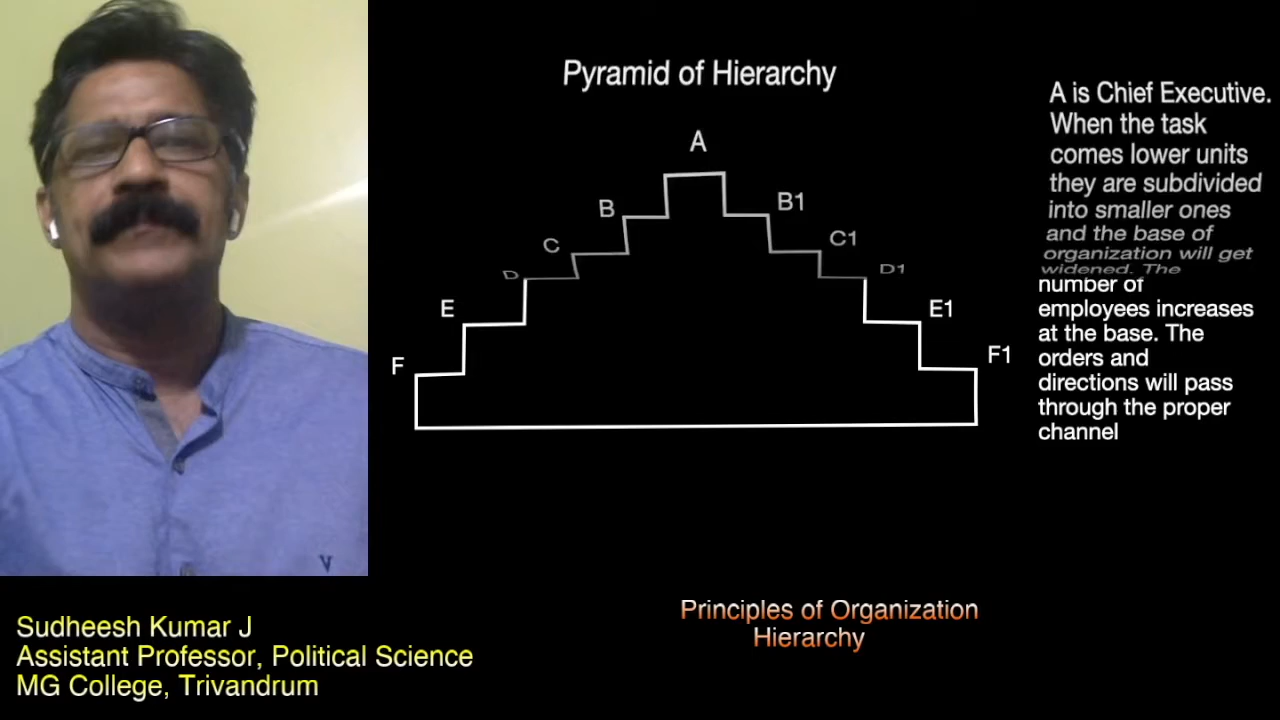 Pyramid of Hierarchy
A
B
B1
C
C1
D
D1
E
E1
F
F1
A is Chief Executive.
When the task
comes lower units
they are subdivided
into smaller ones
and the base of
organization will get
widened. The
number of
employees increases
at the base. The
orders and
directions will pass
through the proper
channel
V
Principles of Organization
Hierarchy
Sudheesh Kumar J
Assistant Professor, Political Science
MG College, Trivandrum